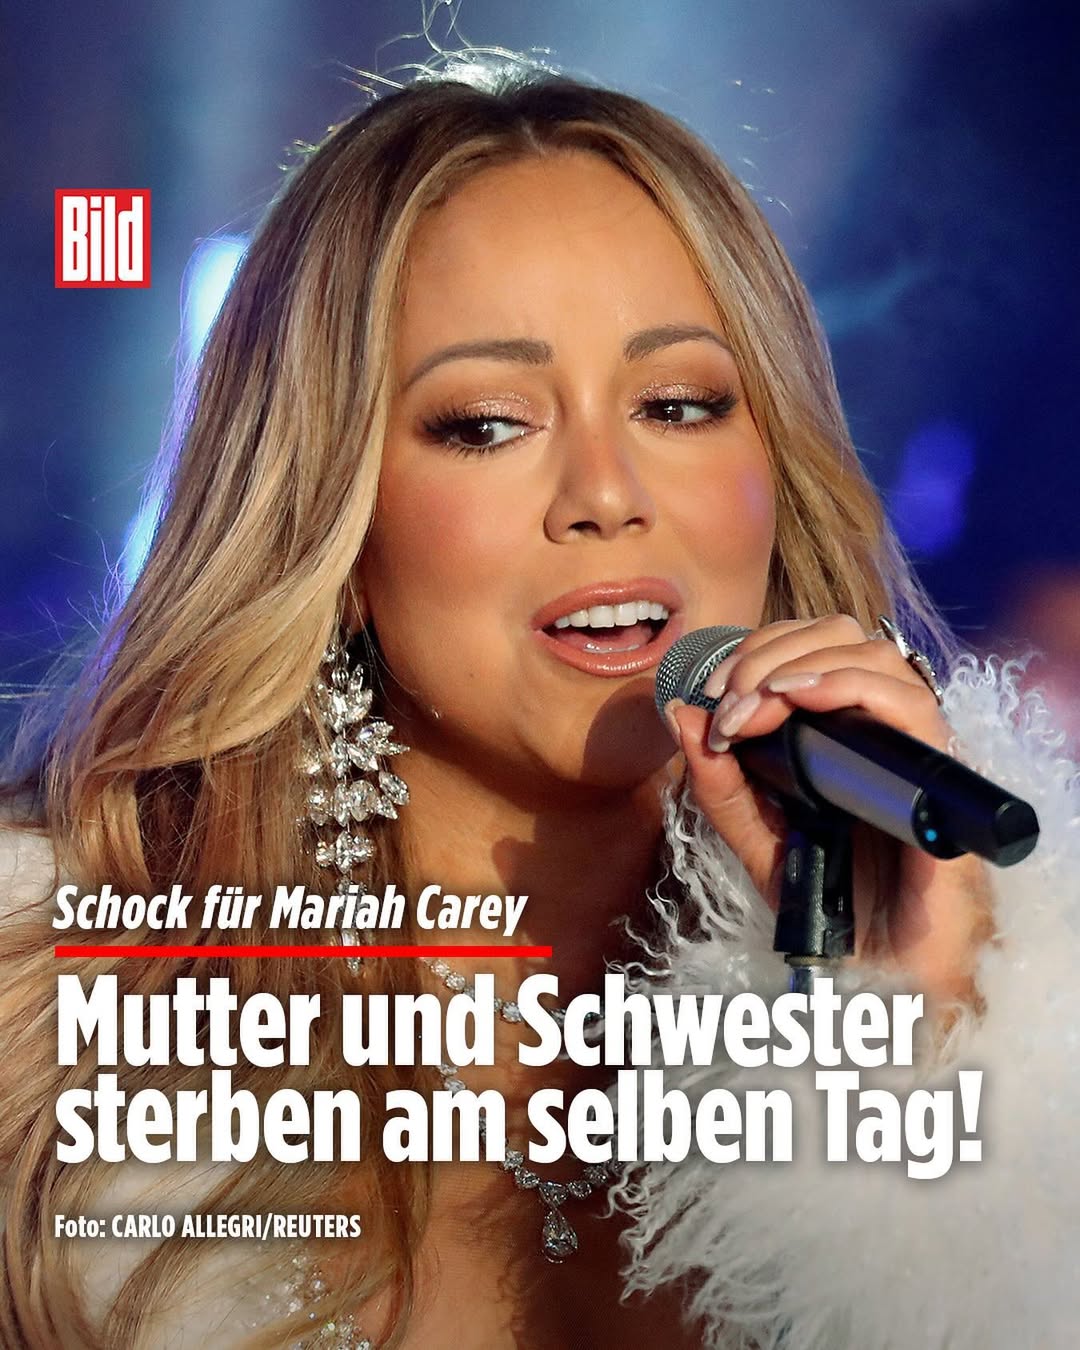 Bild
Schock für Mariah Carey
Mutter und Schwester
sterben am selben Tag!
Foto: CARLO ALLEGRI/REUTERS